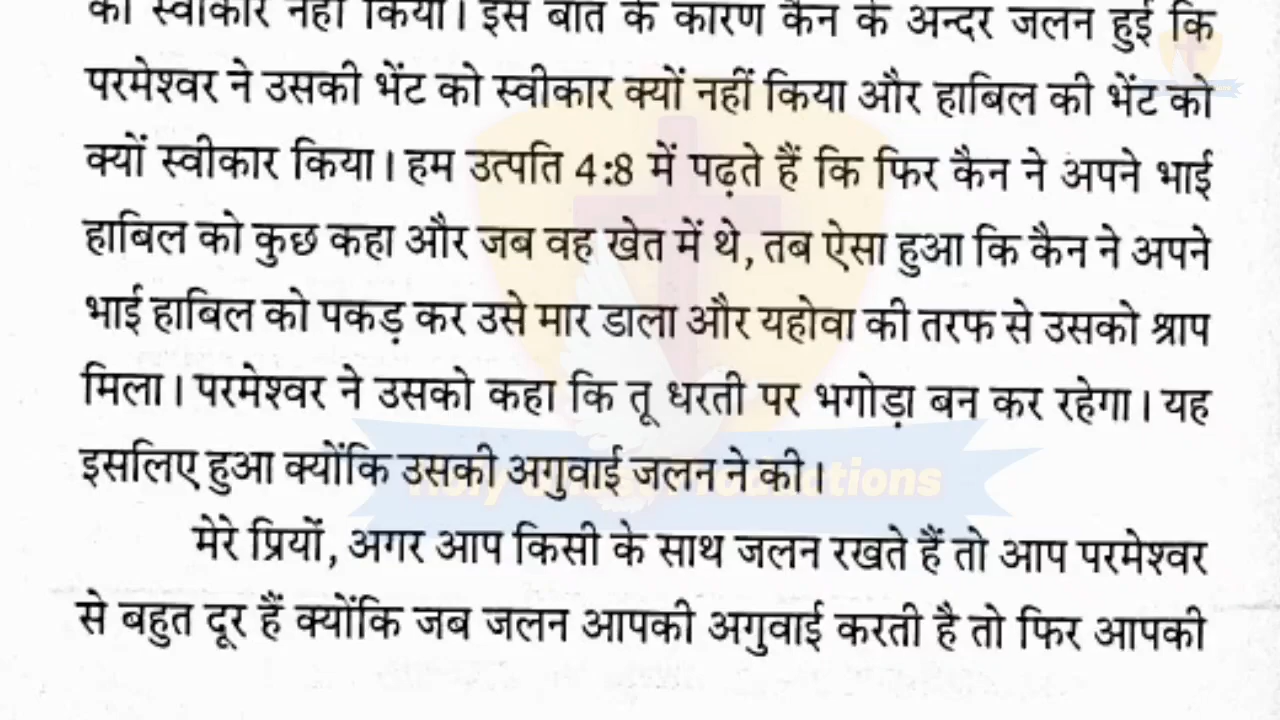 को स्वीकार नहीं किया। इस बात के कारण कैन के अन्दर जलन हुई कि
परमेश्वर ने उसकी भेंट को स्वीकार क्यों नहीं किया और हाबिल की भेंट को
क्यों स्वीकार किया। हम उत्पति 4:8 में पढ़ते हैं कि फिर कैन ने अपने भाई
हाबिल को कुछ कहा और जब वह खेत में थे, तब ऐसा हुआ कि कैन ने अपने
भाई हाबिल को पकड़ कर उसे मार डाला और यहोवा की तरफ से उसको श्राप
मिला। परमेश्वर ने उसको कहा कि तू धरती पर भगोड़ा बन कर रहेगा। यह
इसलिए हुआ क्योंकि उसकी अगुवाई जलन ने की।
मेरे प्रियों, अगर आप किसी के साथ जलन रखते हैं तो आप परमेश्वर
से बहुत दूर हैं क्योंकि जब जलन आपकी अगुवाई करती है तो फिर आपकी